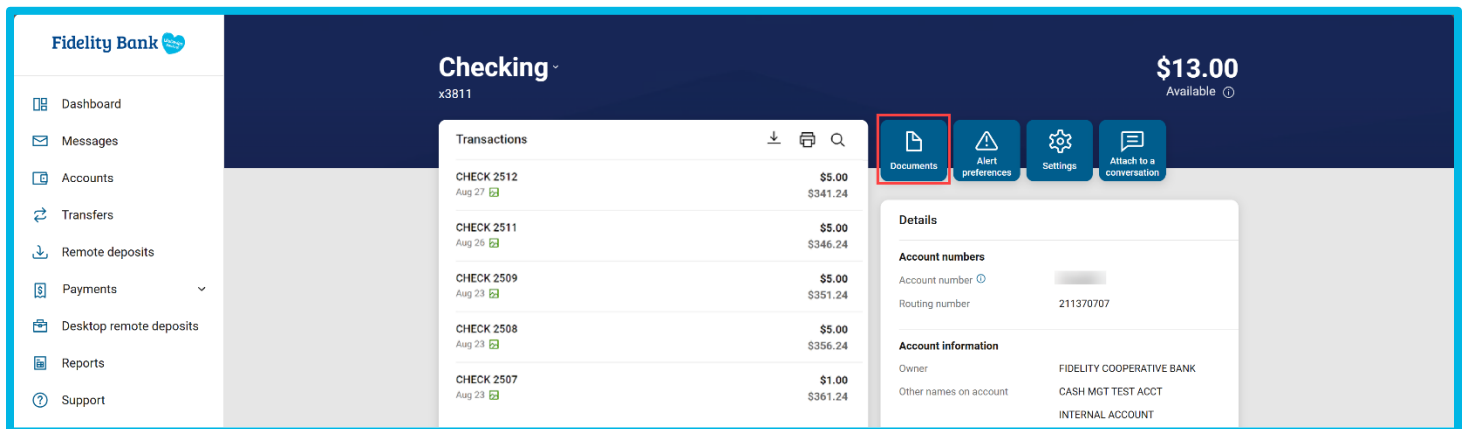 Fidelity Bank
Dashboard
Messages
Accounts
Transfers
Remote deposits
Payments
Desktop remote deposits
Reports
Support
Checking
x3811
$13.00
Available
Transactions
CHECK 2512 $5.00
Aug 27 $341.24
CHECK 2511 $5.00
Aug 26 $346.24
CHECK 2509 $5.00
Aug 23 $351.24
CHECK 2508 $5.00
Aug 23 $356.24
CHECK 2507 $1.00
Aug 23 $361.24
Documents
Alert
preferences
Settings
Attach to a
conversation
Details
Account numbers
Account number
Routing number 211370707
Account information
Owner FIDELITY COOPERATIVE BANK
Other names on account CASH MGT TEST ACCT
INTERNAL ACCOUNT